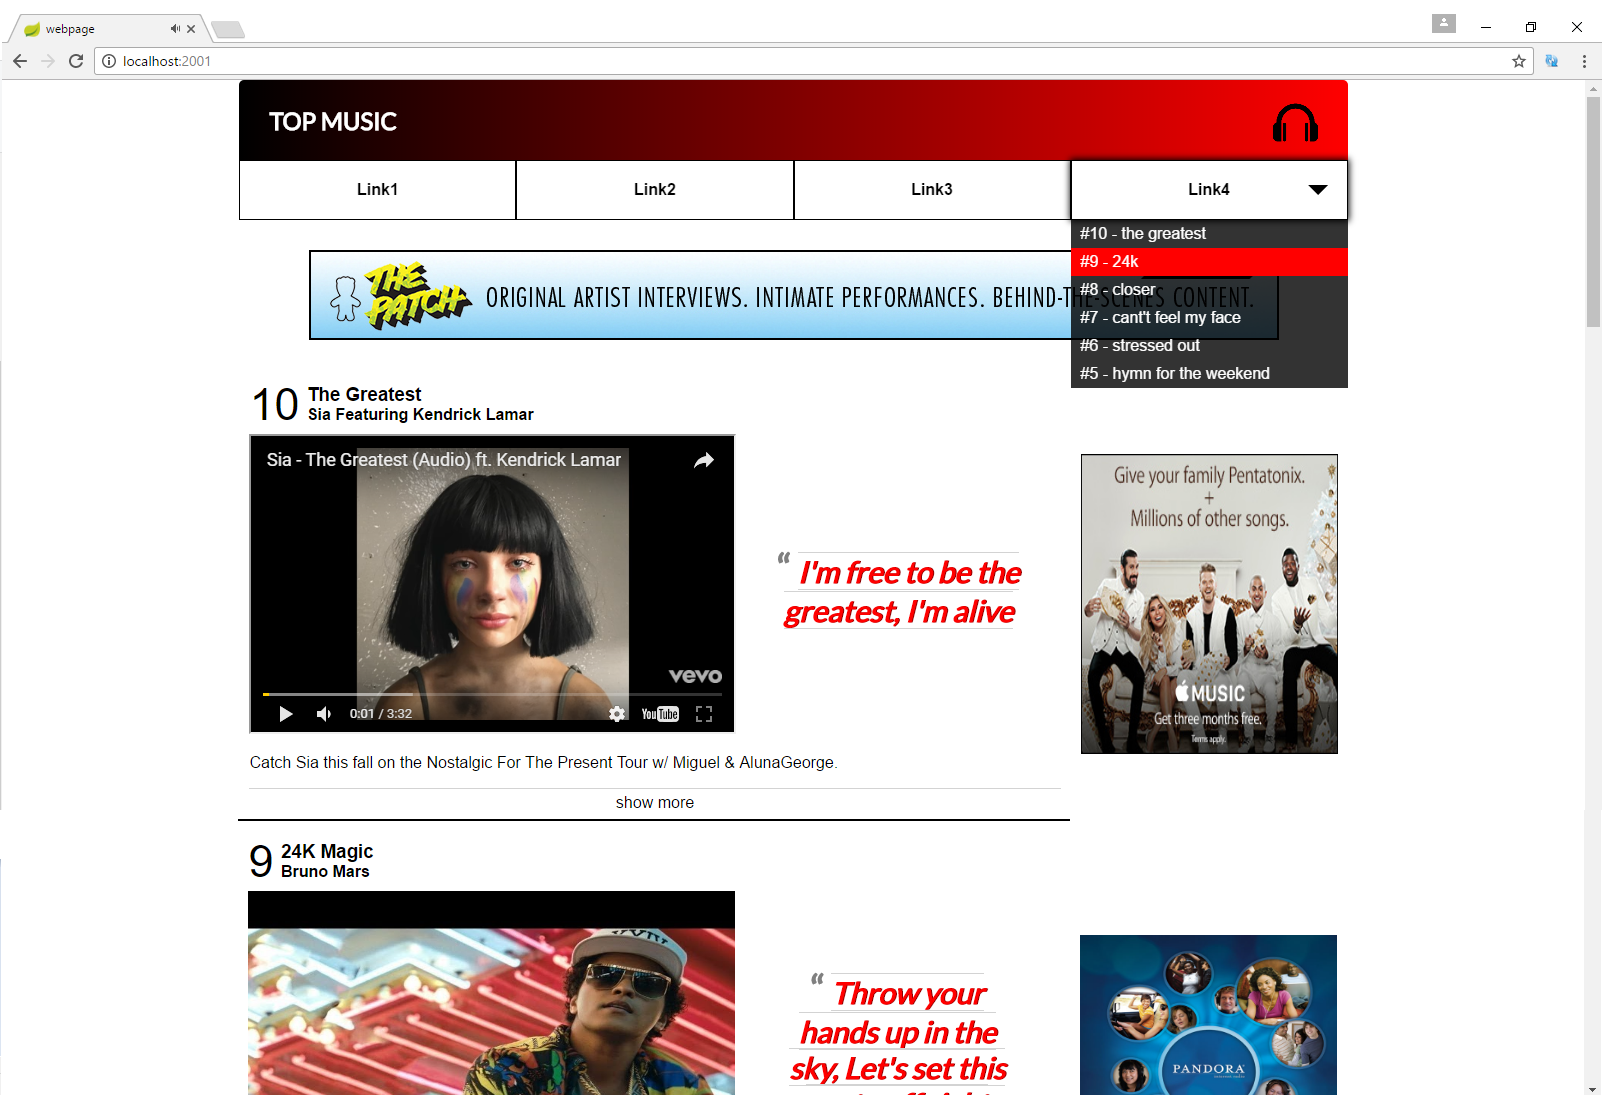 webpage
localhost:2001
TOP MUSIC
Link1
Link2
Link3
Link4
#10 - the greatest
#9 - 24k
#8 - closer
#7 - cant't feel my face
#6 - stressed out
#5 - hymn for the weekend
THE
PATCH
ORIGINAL ARTIST INTERVIEWS. INTIMATE PERFORMANCES. BEHIND-THE-SCENES CONTENT.
10
The Greatest
Sia Featuring Kendrick Lamar
Sia - The Greatest (Audio) ft. Kendrick Lamar
vevo
0:01 / 3:32
YouTube
“ I'm free to be the
greatest, I'm alive
Give your family Pentatonix.
+
Millions of other songs.
MUSIC
Get three months free.
Terms apply.
Catch Sia this fall on the Nostalgic For The Present Tour w/ Miguel & AlunaGeorge.
show more
9
24K Magic
Bruno Mars
“ Throw your
hands up in the
sky, Let's set this
PANDORA